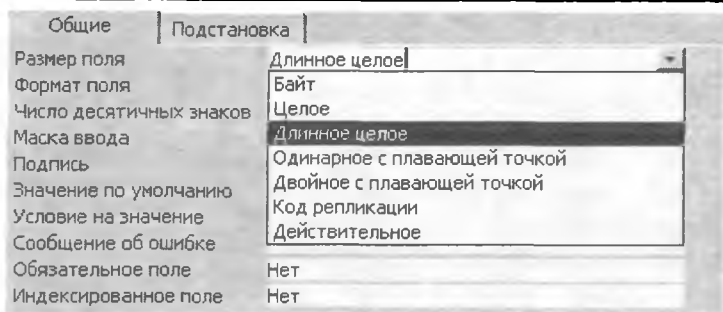 Общие Подстановка
Размер поля Длинное целое
Формат поля Байт
Число десятичных знаков Целое
Маска ввода Длинное целое
Подпись Одинарное с плавающей точкой
Значение по умолчанию Двойное с плавающей точкой
Условие на значение Код репликации
Сообщение об ошибке Действительное
Обязательное поле Нет
Индексированное поле Нет